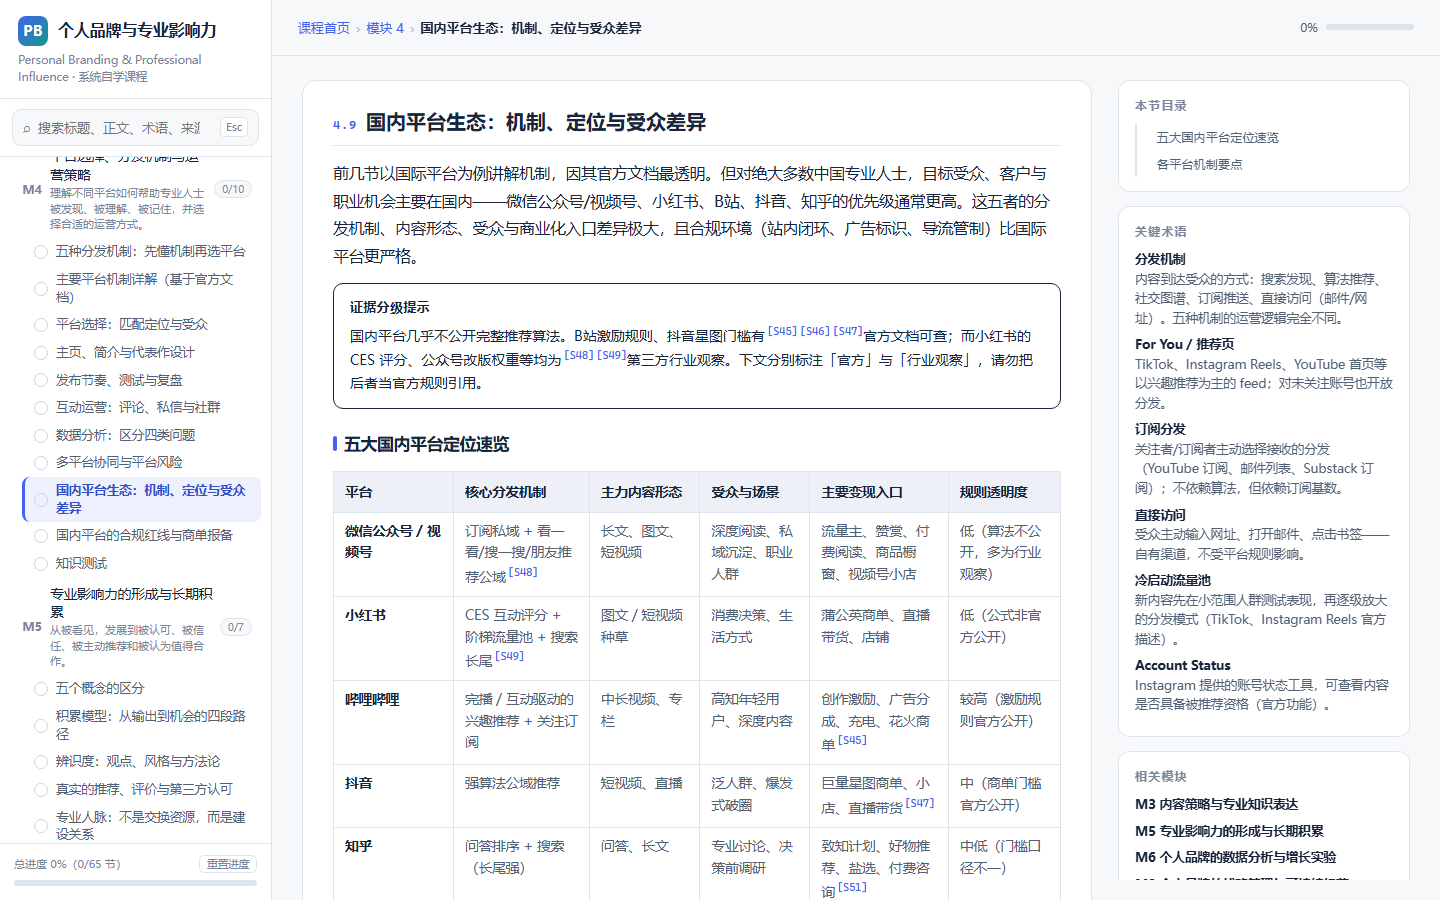 PB 个人品牌与专业影响力
Personal Branding & Professional
Influence · 系统自学课程
搜索标题、正文、术语、来源
Esc
平台选择、分发机制与运
营策略
M4
0/10
理解不同平台如何帮助专业人士
被发现、被理解、被记住，并选
择合适的运营方式。
五种分发机制：先懂机制再选平台
主要平台机制详解（基于官方文
档）
平台选择：匹配定位与受众
主页、简介与代表作设计
发布节奏、测试与复盘
互动运营：评论、私信与社群
数据分析：区分四类问题
多平台协同与平台风险
国内平台生态：机制、定位与受众
差异
国内平台的合规红线与商单报备
知识测试
专业影响力的形成与长期积
累
M5
0/7
从被看见，发展到被认可、被信
任、被主动推荐和被认为值得合
作。
五个概念的区分
积累模型：从输出到机会的四段路
径
辨识度：观点、风格与方法论
真实的推荐、评价与第三方认可
专业人脉：不是交换资源，而是建
设关系
总进度 0%（0/65 节）
重置进度
课程首页 › 模块 4 › 国内平台生态：机制、定位与受众差异
0%
4.9 国内平台生态：机制、定位与受众差异
前几节以国际平台为例讲解机制，因其官方文档最透明。但对绝大多数中国专业人士，目标受众、客户与
职业机会主要在国内——微信公众号/视频号、小红书、B站、抖音、知乎的优先级通常更高。这五者的分
发机制、内容形态、受众与商业化入口差异极大，且合规环境（站内闭环、广告标识、导流管制）比国际
平台更严格。
证据分级提示
国内平台几乎不公开完整推荐算法。B站激励规则、抖音星图门槛有[S45][S46][S47]官方文档可查；而小红书的
CES 评分、公众号改版权重等均为[S48][S49]第三方行业观察。下文分别标注「官方」与「行业观察」，请勿把
后者当官方规则引用。
五大国内平台定位速览
平台 核心分发机制 主力内容形态 受众与场景 主要变现入口 规则透明度
微信公众号 / 视
频号
订阅私域 + 看一
看/搜一搜/朋友推
荐公域[S48]
长文、图文、
短视频
深度阅读、私
域沉淀、职业
人群
流量主、赞赏、付
费阅读、商品橱
窗、视频号小店
低（算法不公
开，多为行业
观察）
小红书
CES 互动评分 +
阶梯流量池 + 搜索
长尾[S49]
图文 / 短视频
种草
消费决策、生
活方式
蒲公英商单、直播
带货、店铺
低（公式非官
方公开）
哔哩哔哩
完播 / 互动驱动的
兴趣推荐 + 关注订
阅
中长视频、专
栏
高知年轻用
户、深度内容
创作激励、广告分
成、充电、花火商
单[S45]
较高（激励规
则官方公开）
抖音
强算法公域推荐
短视频、直播
泛人群、爆发
式破圈
巨量星图商单、小
店、直播带货[S47]
中（商单门槛
官方公开）
知乎
问答排序 + 搜索
（长尾强）
问答、长文
专业讨论、决
策前调研
致知计划、好物推
荐、盐选、付费咨
询[S51]
中低（门槛口
径不一）
本节目录
五大国内平台定位速览
各平台机制要点
关键术语
分发机制
内容到达受众的方式：搜索发现、算法推荐、
社交图谱、订阅推送、直接访问（邮件/网
址）。五种机制的运营逻辑完全不同。
For You / 推荐页
TikTok、Instagram Reels、YouTube 首页等
以兴趣推荐为主的 feed；对未关注账号也开放
分发。
订阅分发
关注者/订阅者主动选择接收的分发
（YouTube 订阅、邮件列表、Substack 订
阅）；不依赖算法，但依赖订阅基数。
直接访问
受众主动输入网址、打开邮件、点击书签——
自有渠道，不受平台规则影响。
冷启动流量池
新内容先在小范围人群测试表现，再逐级放大
的分发模式（TikTok、Instagram Reels 官方
描述）。
Account Status
Instagram 提供的账号状态工具，可查看内容
是否具备被推荐资格（官方功能）。
相关模块
M3 内容策略与专业知识表达
M5 专业影响力的形成与长期积累
M6 个人品牌的数据分析与增长实验